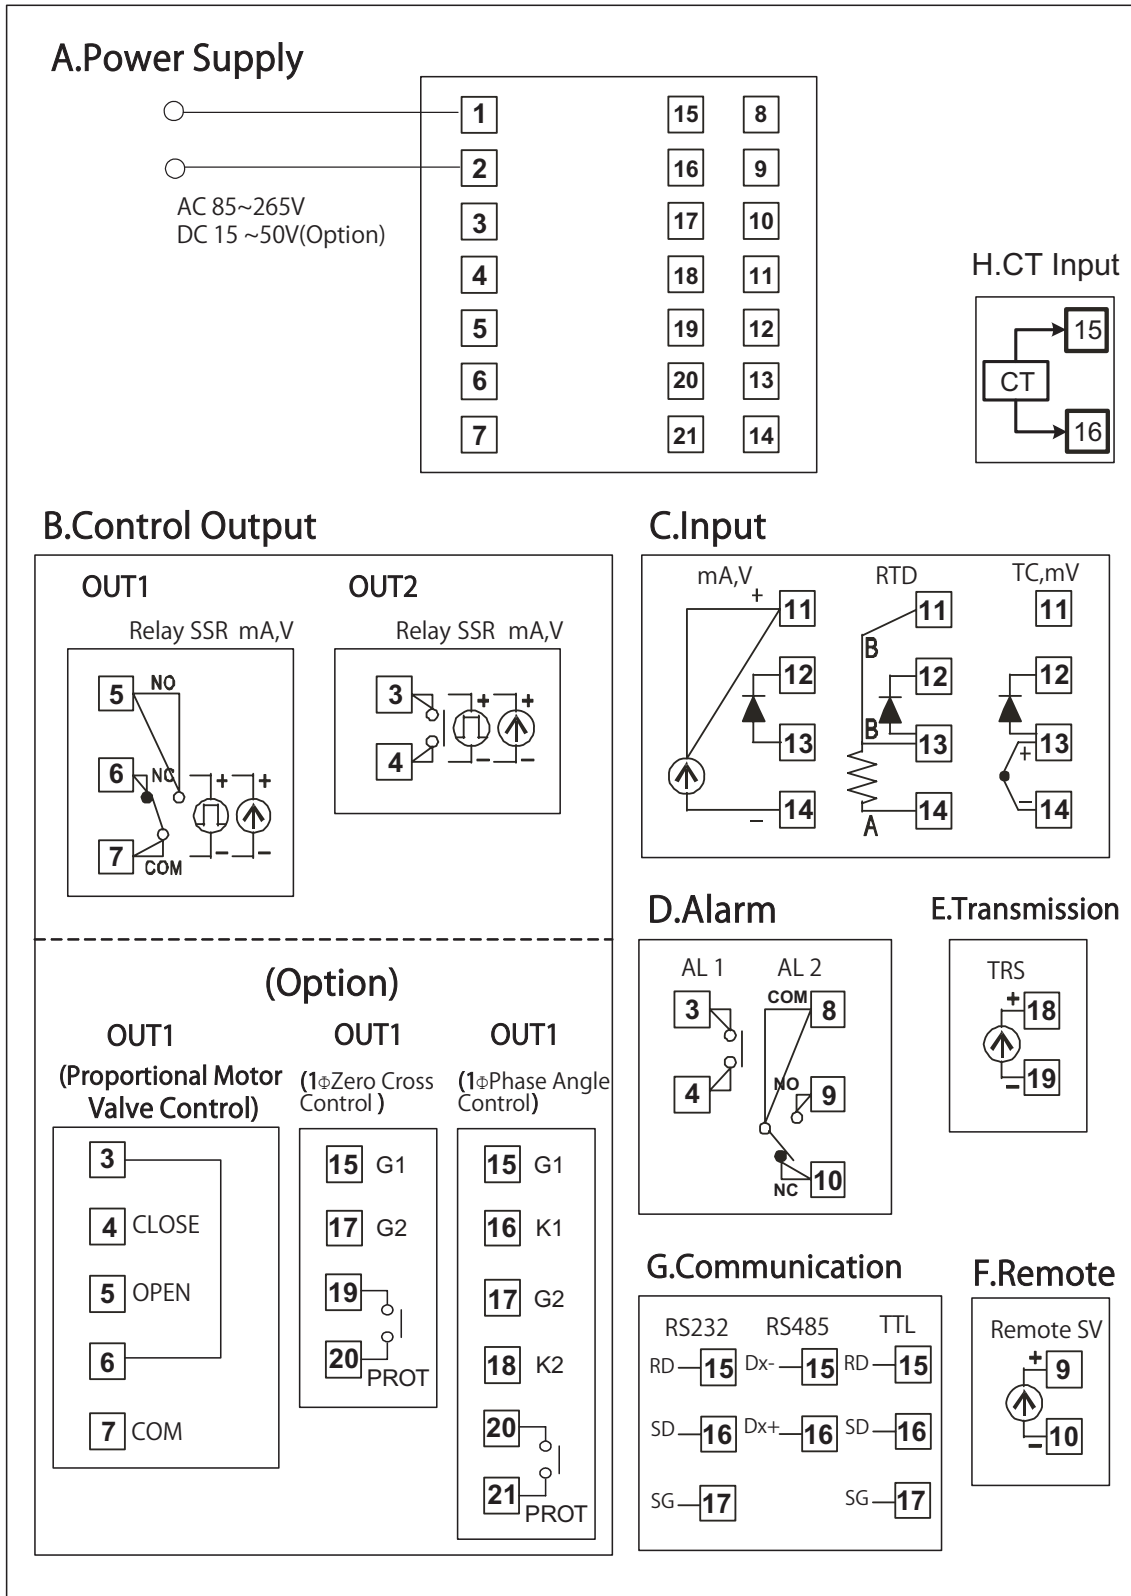 A.Power Supply
1 15 8
2 16 9
AC 85~265V
DC 15 ~50V(Option)
3 17 10
4 18 11
5 19 12
6 20 13
7 21 14
H.CT Input
15
CT
16
B.Control Output
OUT1 OUT2
Relay SSR mA,V Relay SSR mA,V
5 NO
6 NC + +
7 COM - -
3 + +
4 - -
C.Input
mA,V RTD TC,mV
+ 11 11 11
B
12 12 12
B
13 13 13
+
− 14 A 14 − 14
D.Alarm
AL 1 AL 2
3 COM 8
4 NO 9
NC 10
E.Transmission
TRS
+ 18
− 19
(Option)
OUT1 OUT1 OUT1
(Proportional Motor
Valve Control)
(1ΦZero Cross
Control )
(1ΦPhase Angle
Control)
3
4 CLOSE
5 OPEN
6
7 COM
15 G1
17 G2
19
20 PROT
15 G1
16 K1
17 G2
18 K2
20
21 PROT
G.Communication
RS232 RS485 TTL
RD 15 Dx- 15 RD 15
SD 16 Dx+ 16 SD 16
SG 17 SG 17
F.Remote
Remote SV
+ 9
− 10